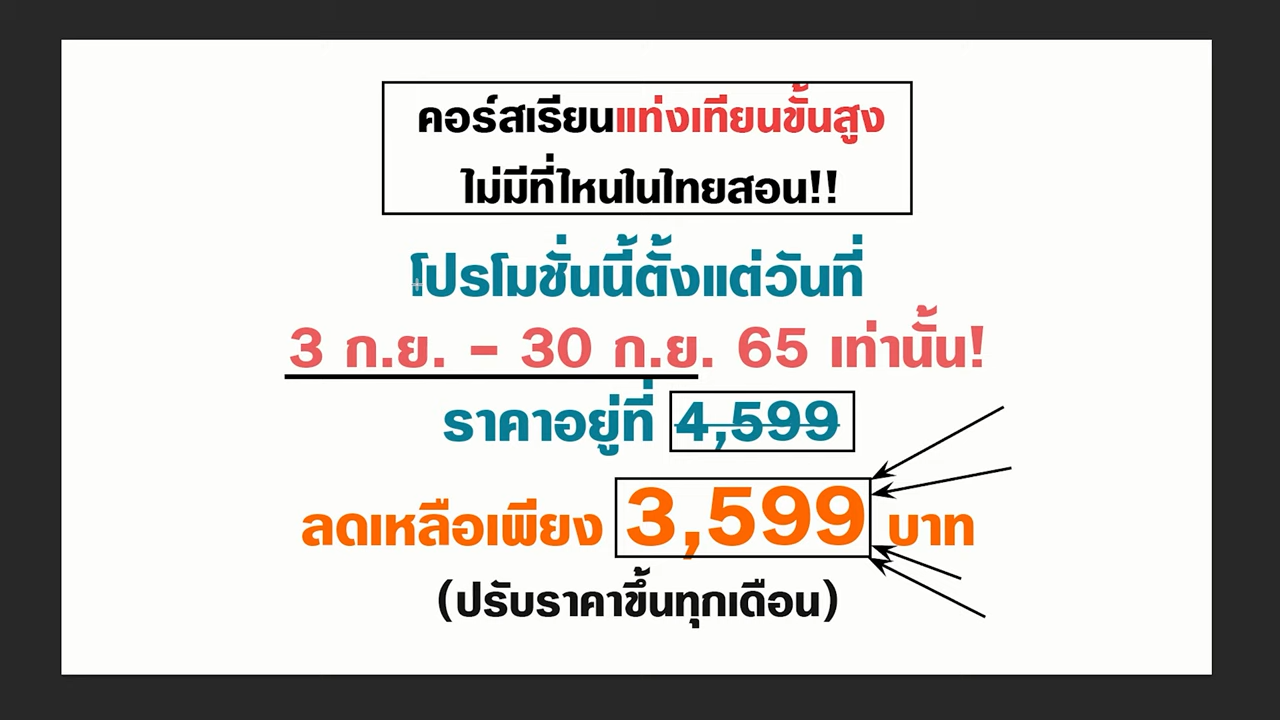 คอร์สเรียนแท่งเทียนขั้นสูง
ไม่มีที่ไหนในไทยสอน!!
โปรโมชั่นนี้ตั้งแต่วันที่
3 ก.ย. - 30 ก.ย. 65 เท่านั้น!
ราคาอยู่ที่ 4,599
ลดเหลือเพียง 3,599 บาท
(ปรับราคาขึ้นทุกเดือน)